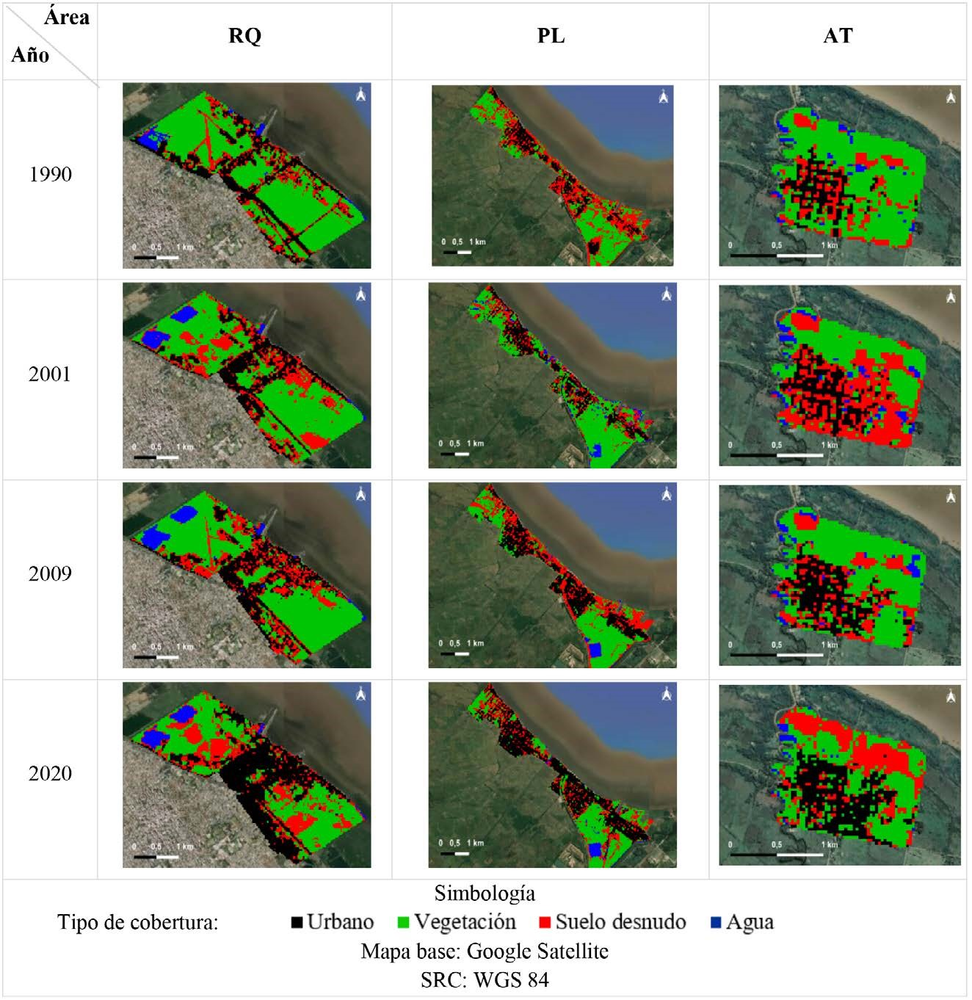 Área
Año
RQ
PL
AT
1990
0 0,5 1 km
0 0,5 1 km
0 0,5 1 km
2001
0 0,5 1 km
0 0,5 1 km
0 0,5 1 km
2009
0 0,5 1 km
0 0,5 1 km
0 0,5 1 km
2020
0 0,5 1 km
0 0,5 1 km
0 0,5 1 km
Simbología
Tipo de cobertura: Urbano Vegetación Suelo desnudo Agua
Mapa base: Google Satellite
SRC: WGS 84